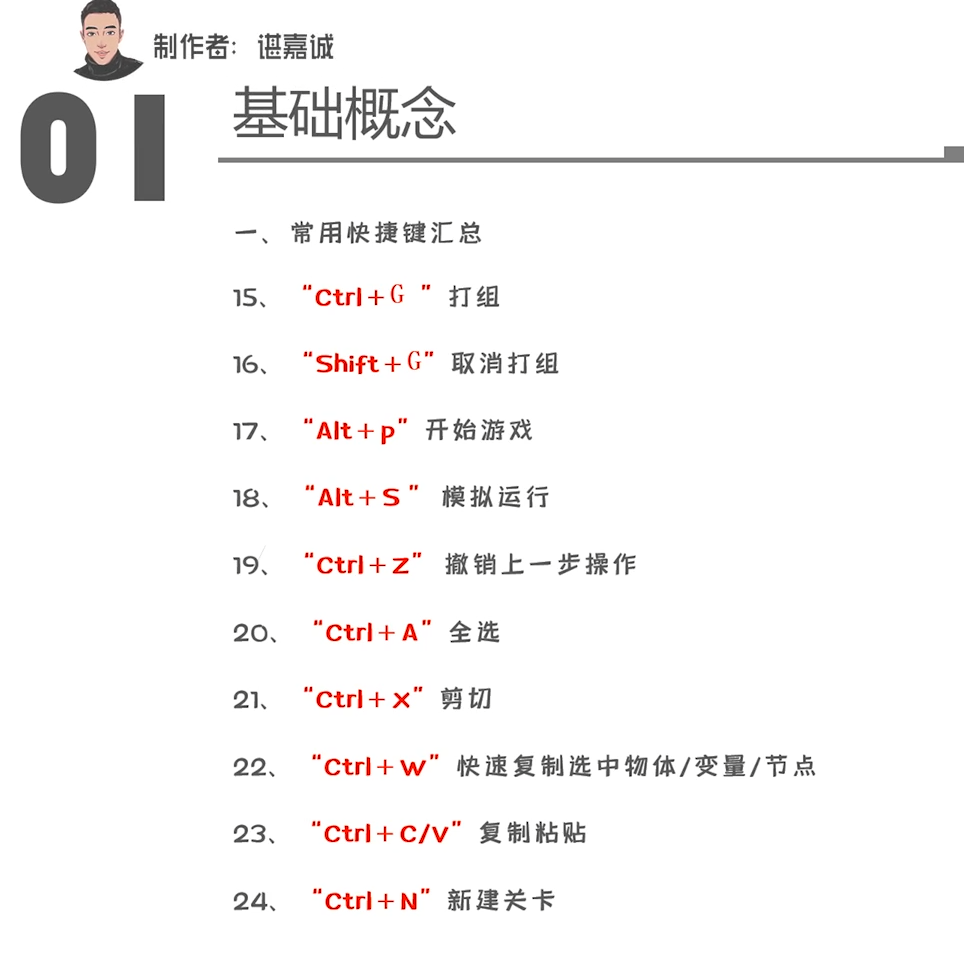 制作者：谌嘉诚
01
基础概念
一、常用快捷键汇总
15、“Ctrl+G ” 打组
16、“Shift+G” 取消打组
17、“Alt+p” 开始游戏
18、“Alt+S ” 模拟运行
19、“Ctrl+Z” 撤销上一步操作
20、“Ctrl+A” 全选
21、“Ctrl+X” 剪切
22、“Ctrl+W” 快速复制选中物体/变量/节点
23、“Ctrl+C/V” 复制粘贴
24、“Ctrl+N” 新建关卡